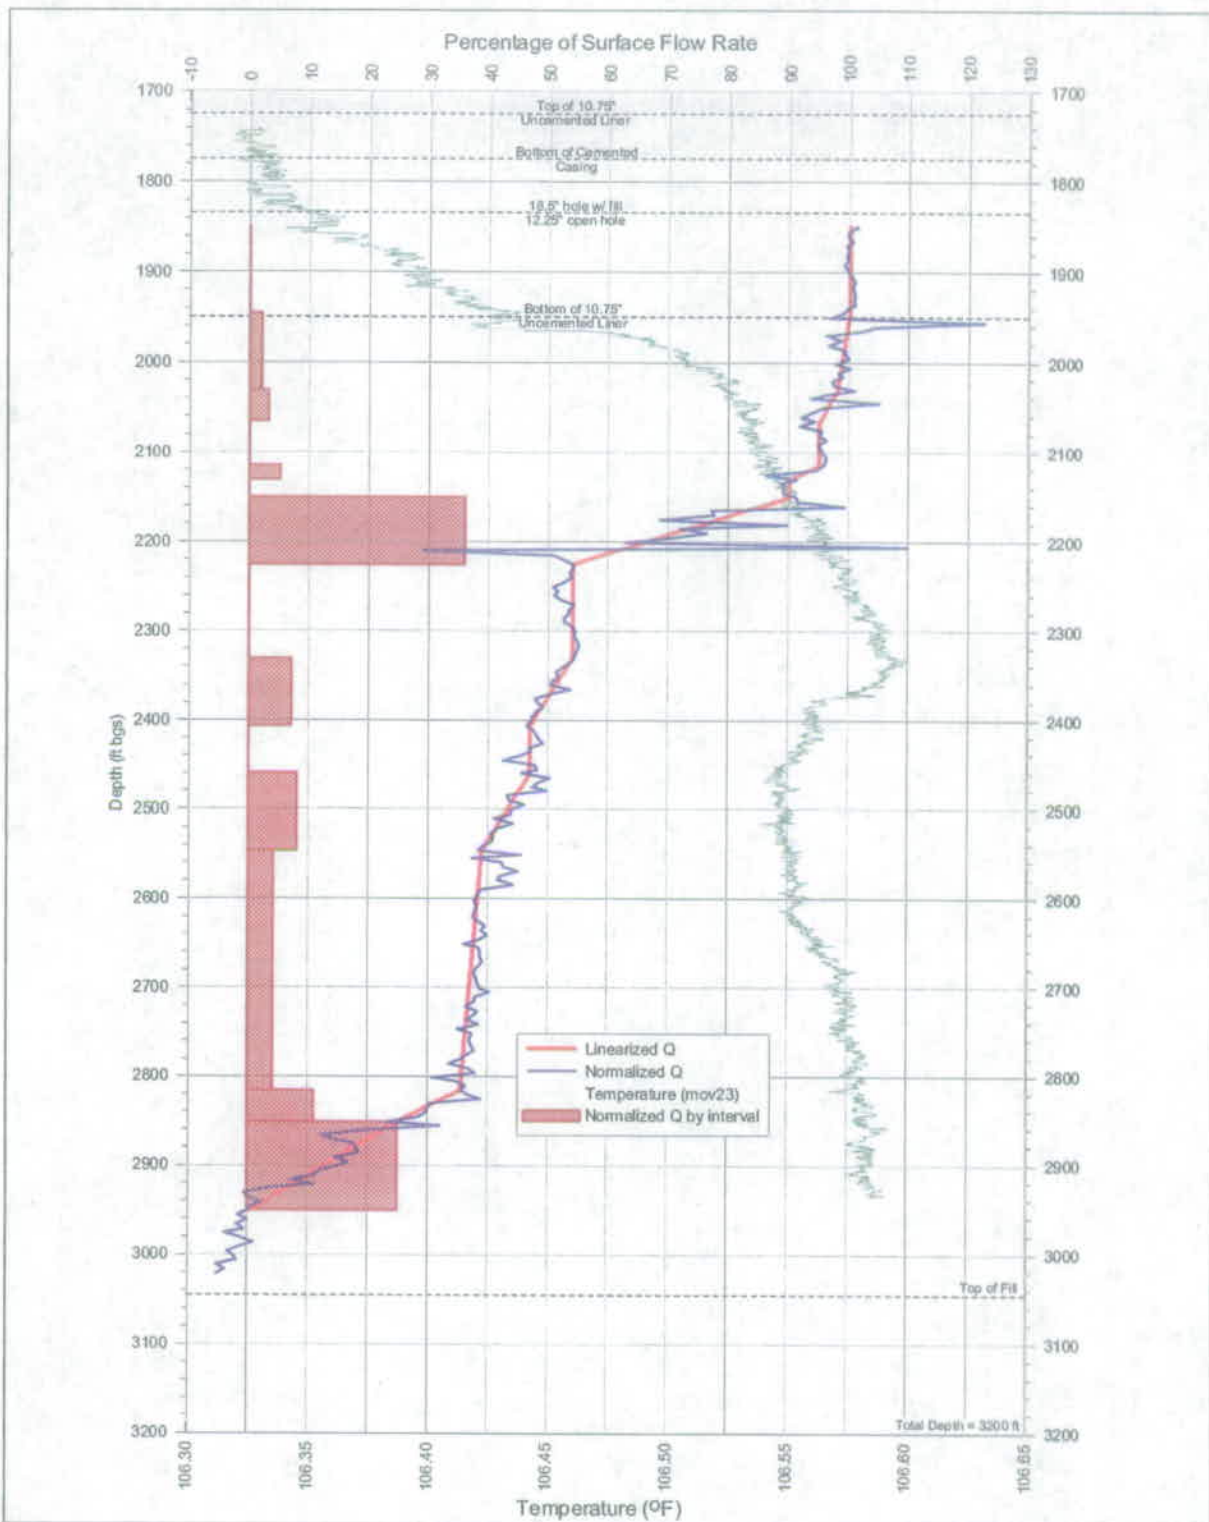 Percentage of Surface Flow Rate
-10 0 10 20 30 40 50 60 70 80 90 100 110 120 130
1700 1700
Top of 10.75"
Uncemented Liner
Bottom of Cemented
Casing
1800 1800
18.5" hole w/ fill
12.25" open hole
1900 1900
Bottom of 10.75"
Uncemented Liner
2000 2000
2100 2100
2200 2200
2300 2300
2400 2400
Depth (ft bgs)
2500 2500
2600 2600
2700 2700
Linearized Q
Normalized Q
Temperature (mov23)
Normalized Q by interval
2800 2800
2900 2900
3000 3000
Top of Fill
3100 3100
Total Depth = 3200 ft
3200 3200
106.30 106.35 106.40 106.45 106.50 106.55 106.60 106.65
Temperature (ºF)